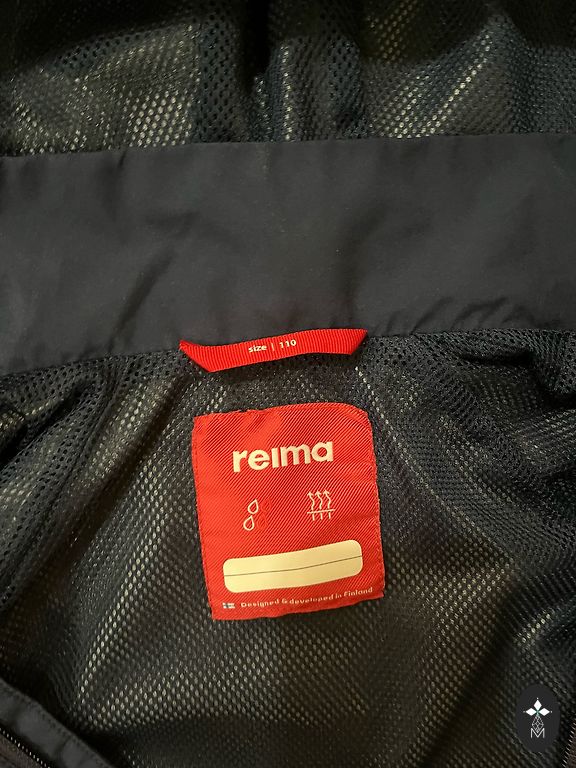 size | 110
reima
Designed & developed in Finland
M